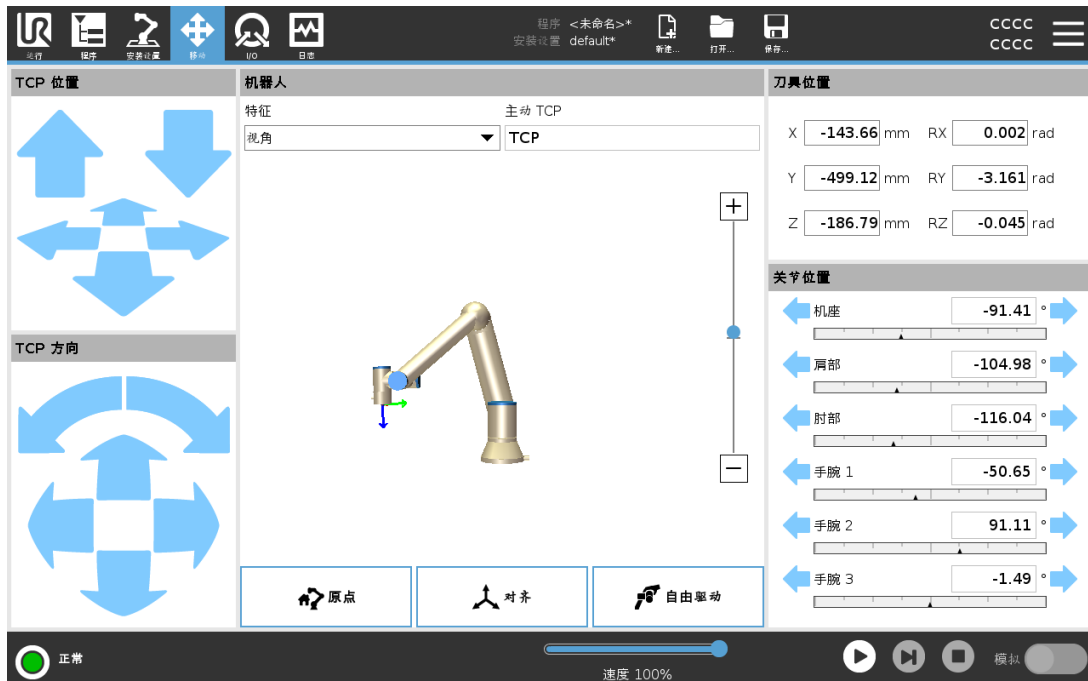 UR
运行
程序
安装设置
移动
I/O
日志
程序 <未命名>*
安装设置 default*
新建...
打开...
保存...
CCCC
CCCC
TCP 位置
机器人
刀具位置
特征
主动 TCP
视角
TCP
X -143.66 mm RX 0.002 rad
Y -499.12 mm RY -3.161 rad
Z -186.79 mm RZ -0.045 rad
关节位置
机座 -91.41 °
TCP 方向
肩部 -104.98 °
肘部 -116.04 °
手腕 1 -50.65 °
手腕 2 91.11 °
手腕 3 -1.49 °
原点
对齐
自由驱动
正常
速度 100%
模拟